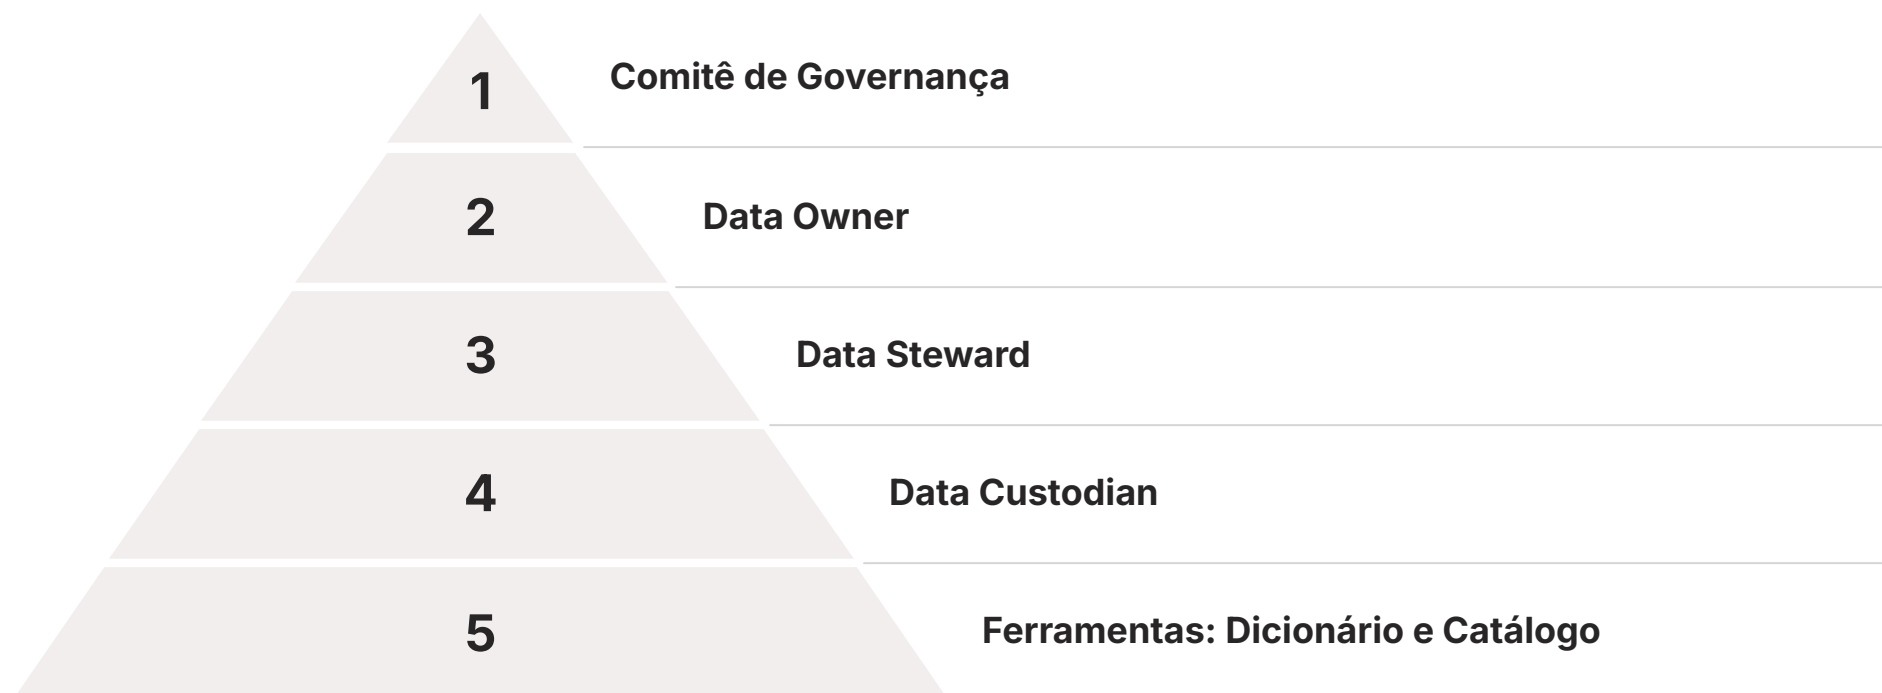 1
Comitê de Governança
2
Data Owner
3
Data Steward
4
Data Custodian
5
Ferramentas: Dicionário e Catálogo